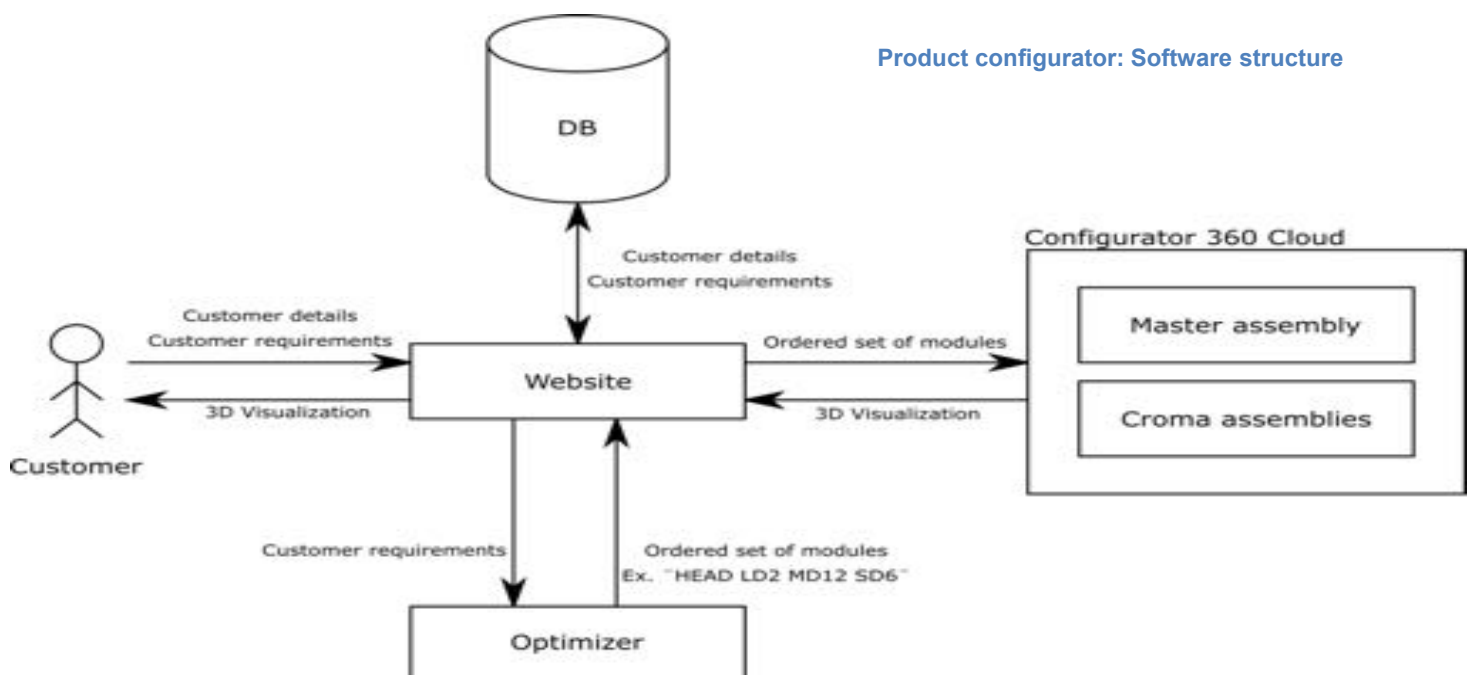 Product configurator: Software structure
DB
Customer details
Customer requirements
Configurator 360 Cloud
Master assembly
Croma assemblies
Customer details
Customer requirements
Website
Ordered set of modules
3D Visualization
3D Visualization
Customer
Customer requirements
Ordered set of modules
Ex. ¨HEAD LD2 MD12 SD6¨
Optimizer